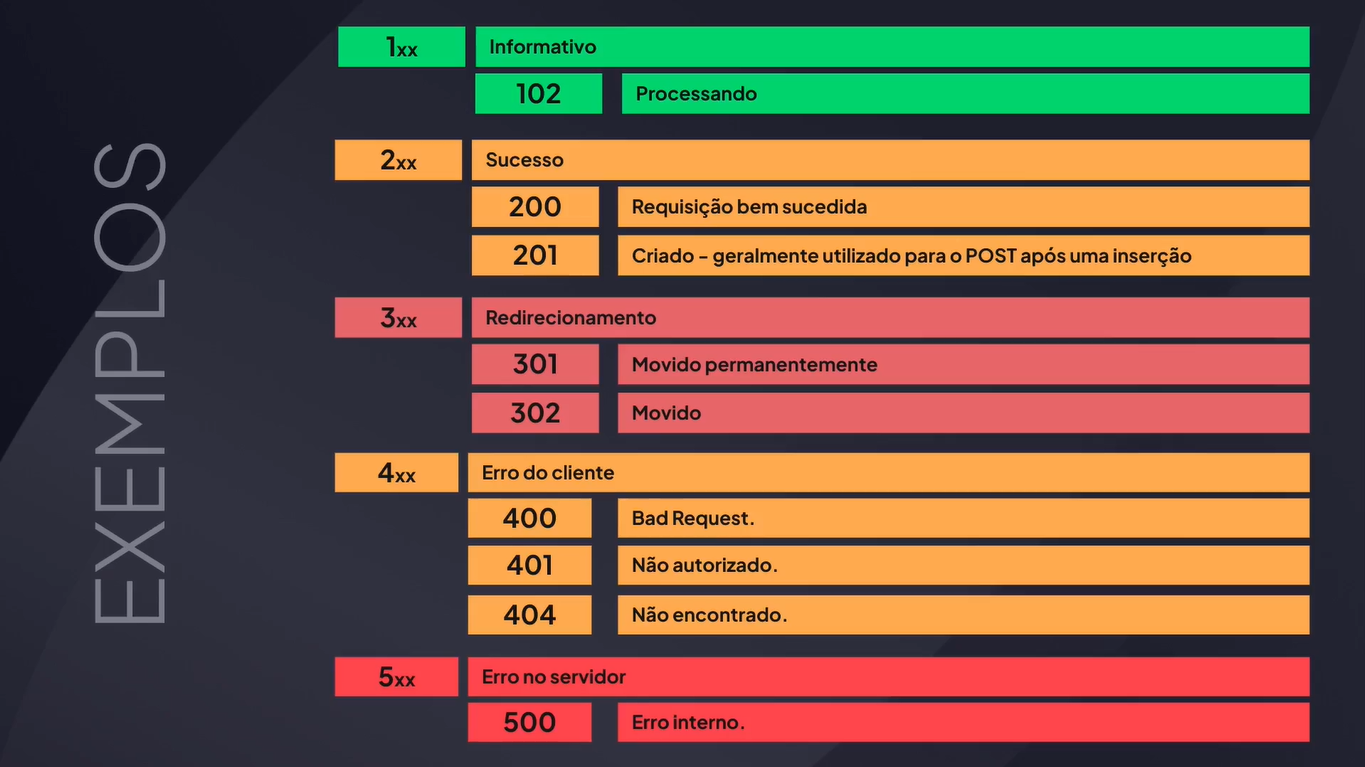 EXEMPLOS
1xx Informativo
102 Processando
2xx Sucesso
200 Requisição bem sucedida
201 Criado - geralmente utilizado para o POST após uma inserção
3xx Redirecionamento
301 Movido permanentemente
302 Movido
4xx Erro do cliente
400 Bad Request.
401 Não autorizado.
404 Não encontrado.
5xx Erro no servidor
500 Erro interno.